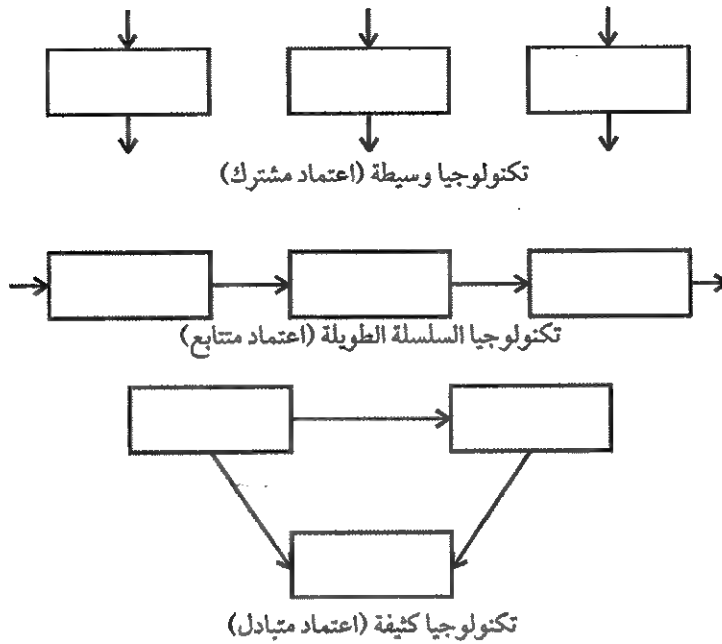 تكنولوجيا وسيطة (اعتماد مشترك)
تكنولوجيا السلسلة الطويلة (اعتماد متتابع)
تكنولوجيا كثيفة (اعتماد متبادل)